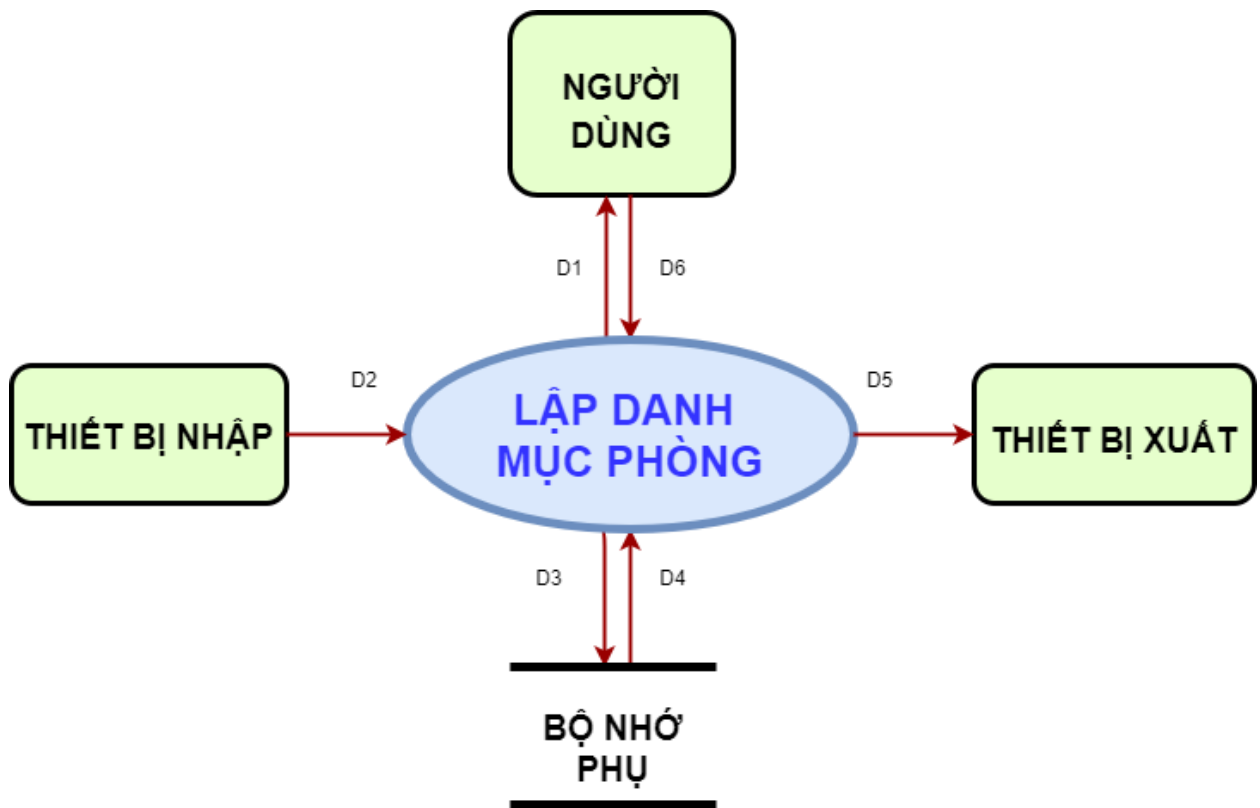 NGƯỜI
DÙNG
D1
D6
D2
D5
THIẾT BỊ NHẬP
LẬP DANH
MỤC PHÒNG
THIẾT BỊ XUẤT
D3
D4
BỘ NHỚ
PHỤ